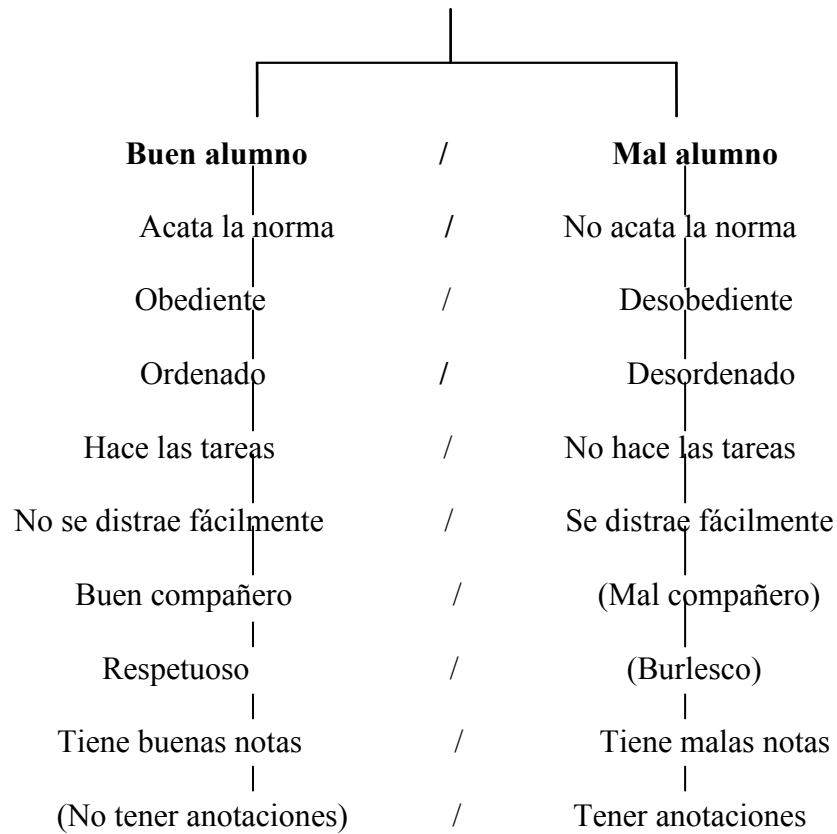 Buen alumno / Mal alumno
Acata la norma / No acata la norma
Obediente / Desobediente
Ordenado / Desordenado
Hace las tareas / No hace las tareas
No se distrae fácilmente / Se distrae fácilmente
Buen compañero / (Mal compañero)
Respetuoso / (Burlesco)
Tiene buenas notas / Tiene malas notas
(No tener anotaciones) / Tener anotaciones